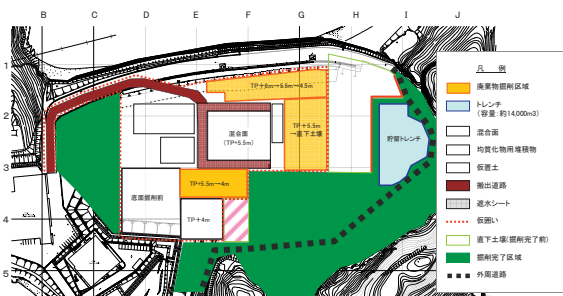 B C D E F G H I J
1
2
3
4
5
TP+6m→5.5m→4.5m
TP+5.5m
→直下土壌
混合面
(TP+5.5m)
貯留トレンチ
TP+5.5m→4m
底面掘削前
TP+4m
凡 例
廃棄物掘削区域
トレンチ
(容量:約14,000m3)
混合面
均質化物用堆積物
仮置土
搬出道路
遮水シート
仮囲い
直下土壌(掘削完了前)
掘削完了区域
外周道路